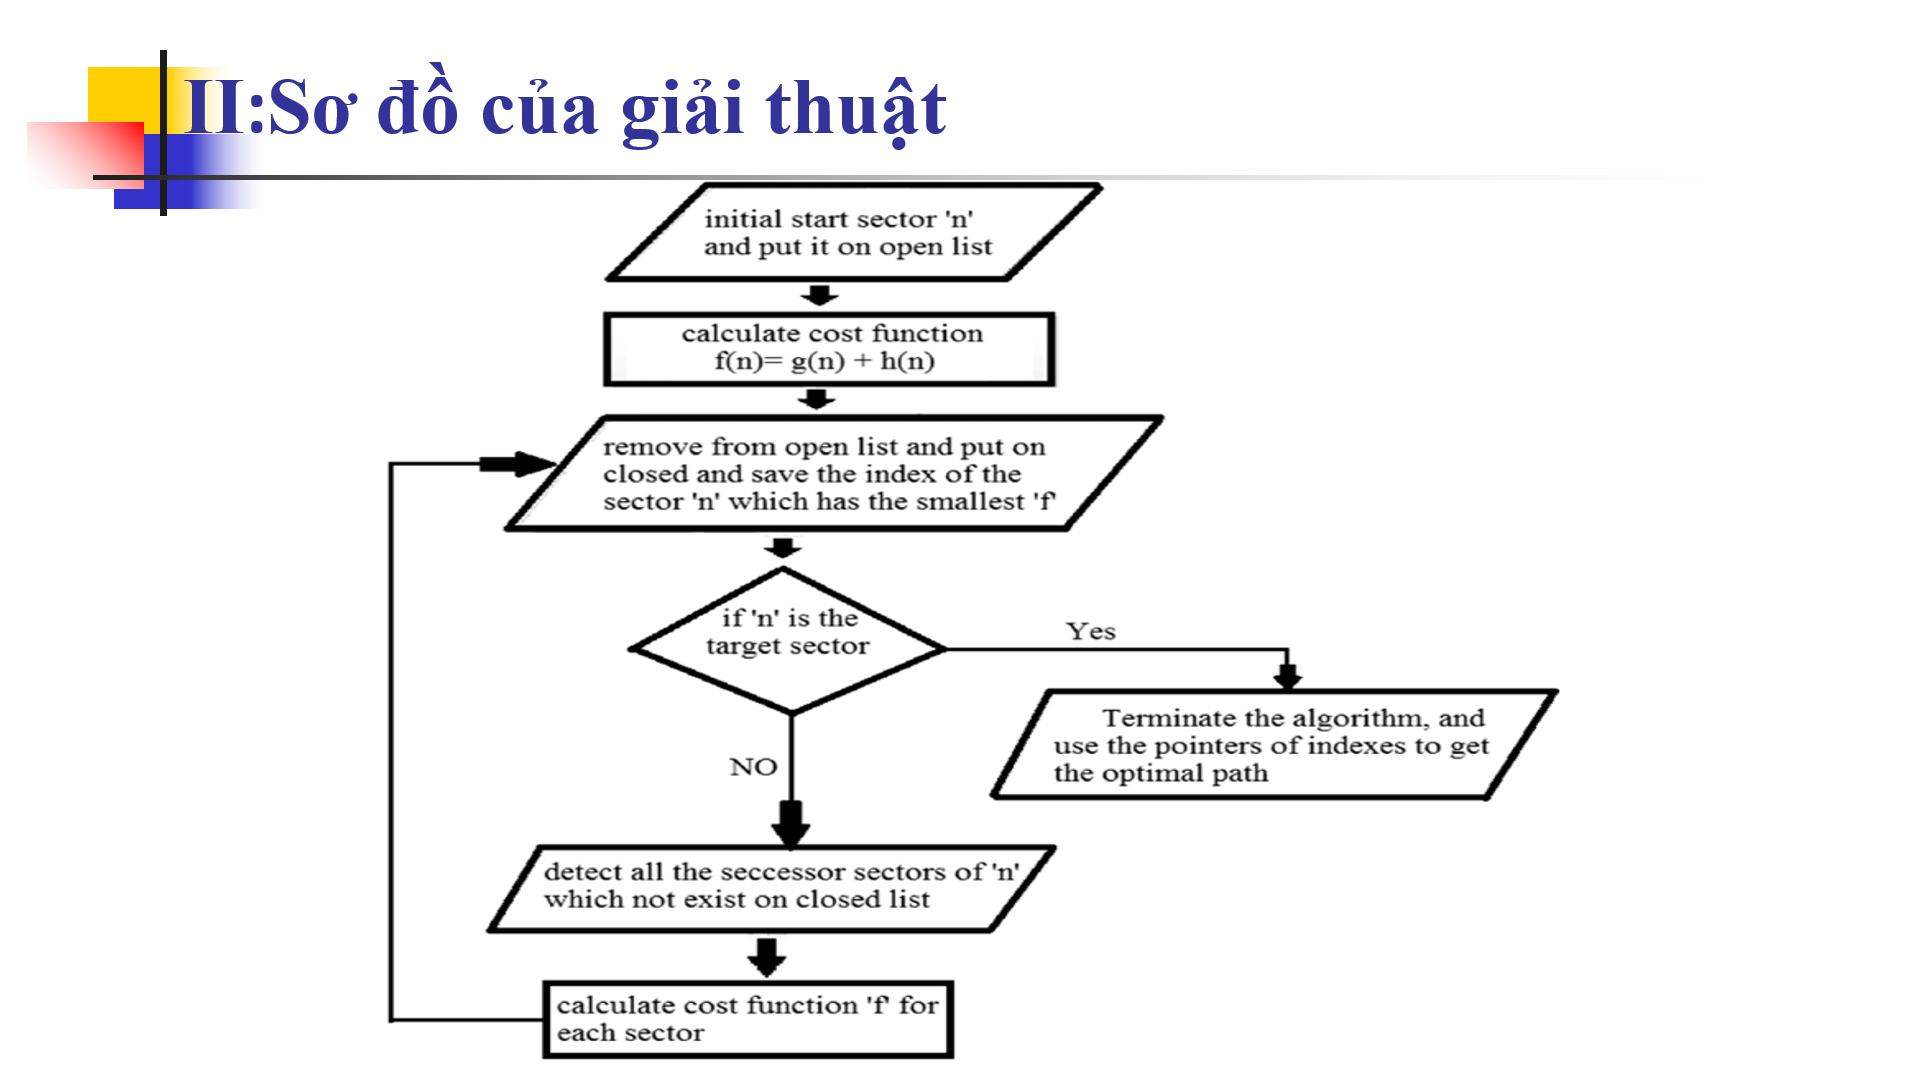 II:Sơ đồ của giải thuật
initial start sector 'n'
and put it on open list
calculate cost function
f(n)= g(n) + h(n)
remove from open list and put on
closed and save the index of the
sector 'n' which has the smallest 'f'
if 'n' is the
target sector
Yes
Terminate the algorithm, and
use the pointers of indexes to get
the optimal path
NO
detect all the seccessor sectors of 'n'
which not exist on closed list
calculate cost function 'f' for
each sector